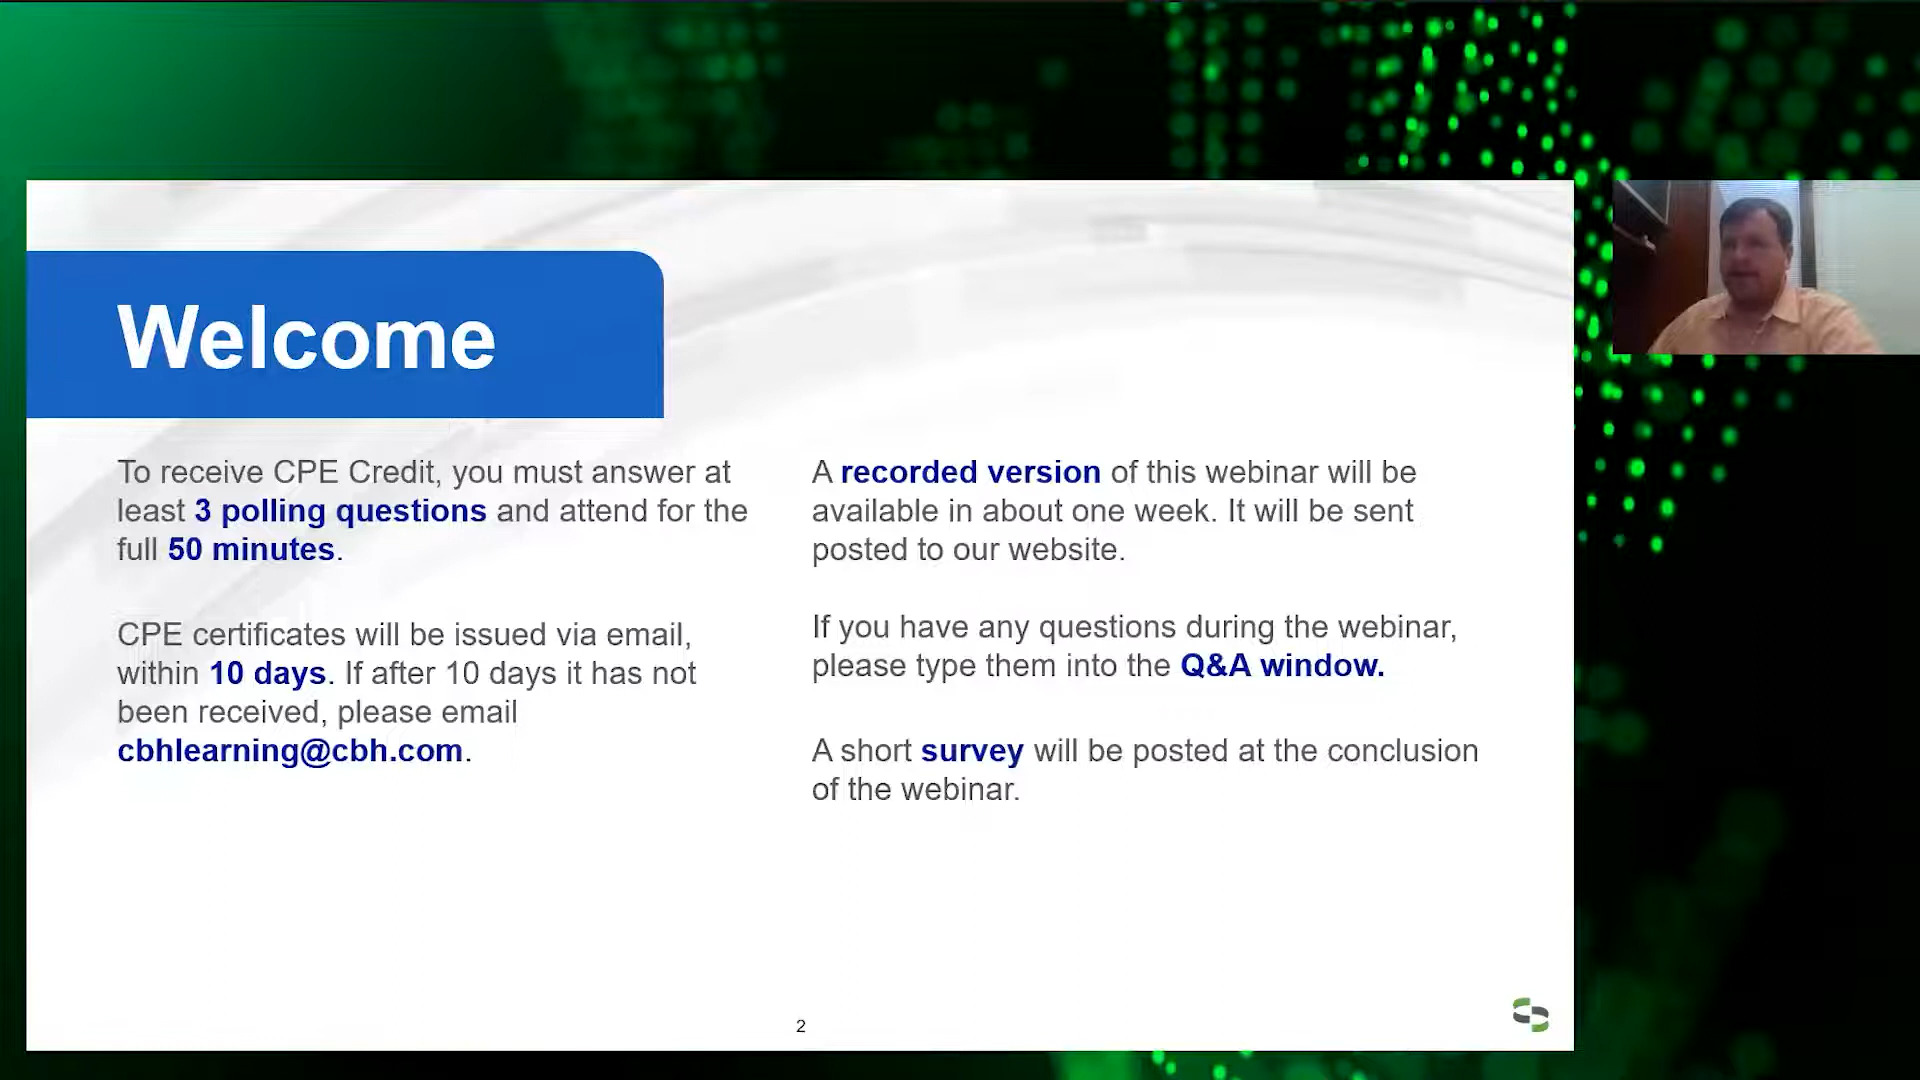 Welcome
To receive CPE Credit, you must answer at
least 3 polling questions and attend for the
full 50 minutes.
CPE certificates will be issued via email,
within 10 days. If after 10 days it has not
been received, please email
cbhlearning@cbh.com.
A recorded version of this webinar will be
available in about one week. It will be sent
posted to our website.
If you have any questions during the webinar,
please type them into the Q&A window.
A short survey will be posted at the conclusion
of the webinar.
2